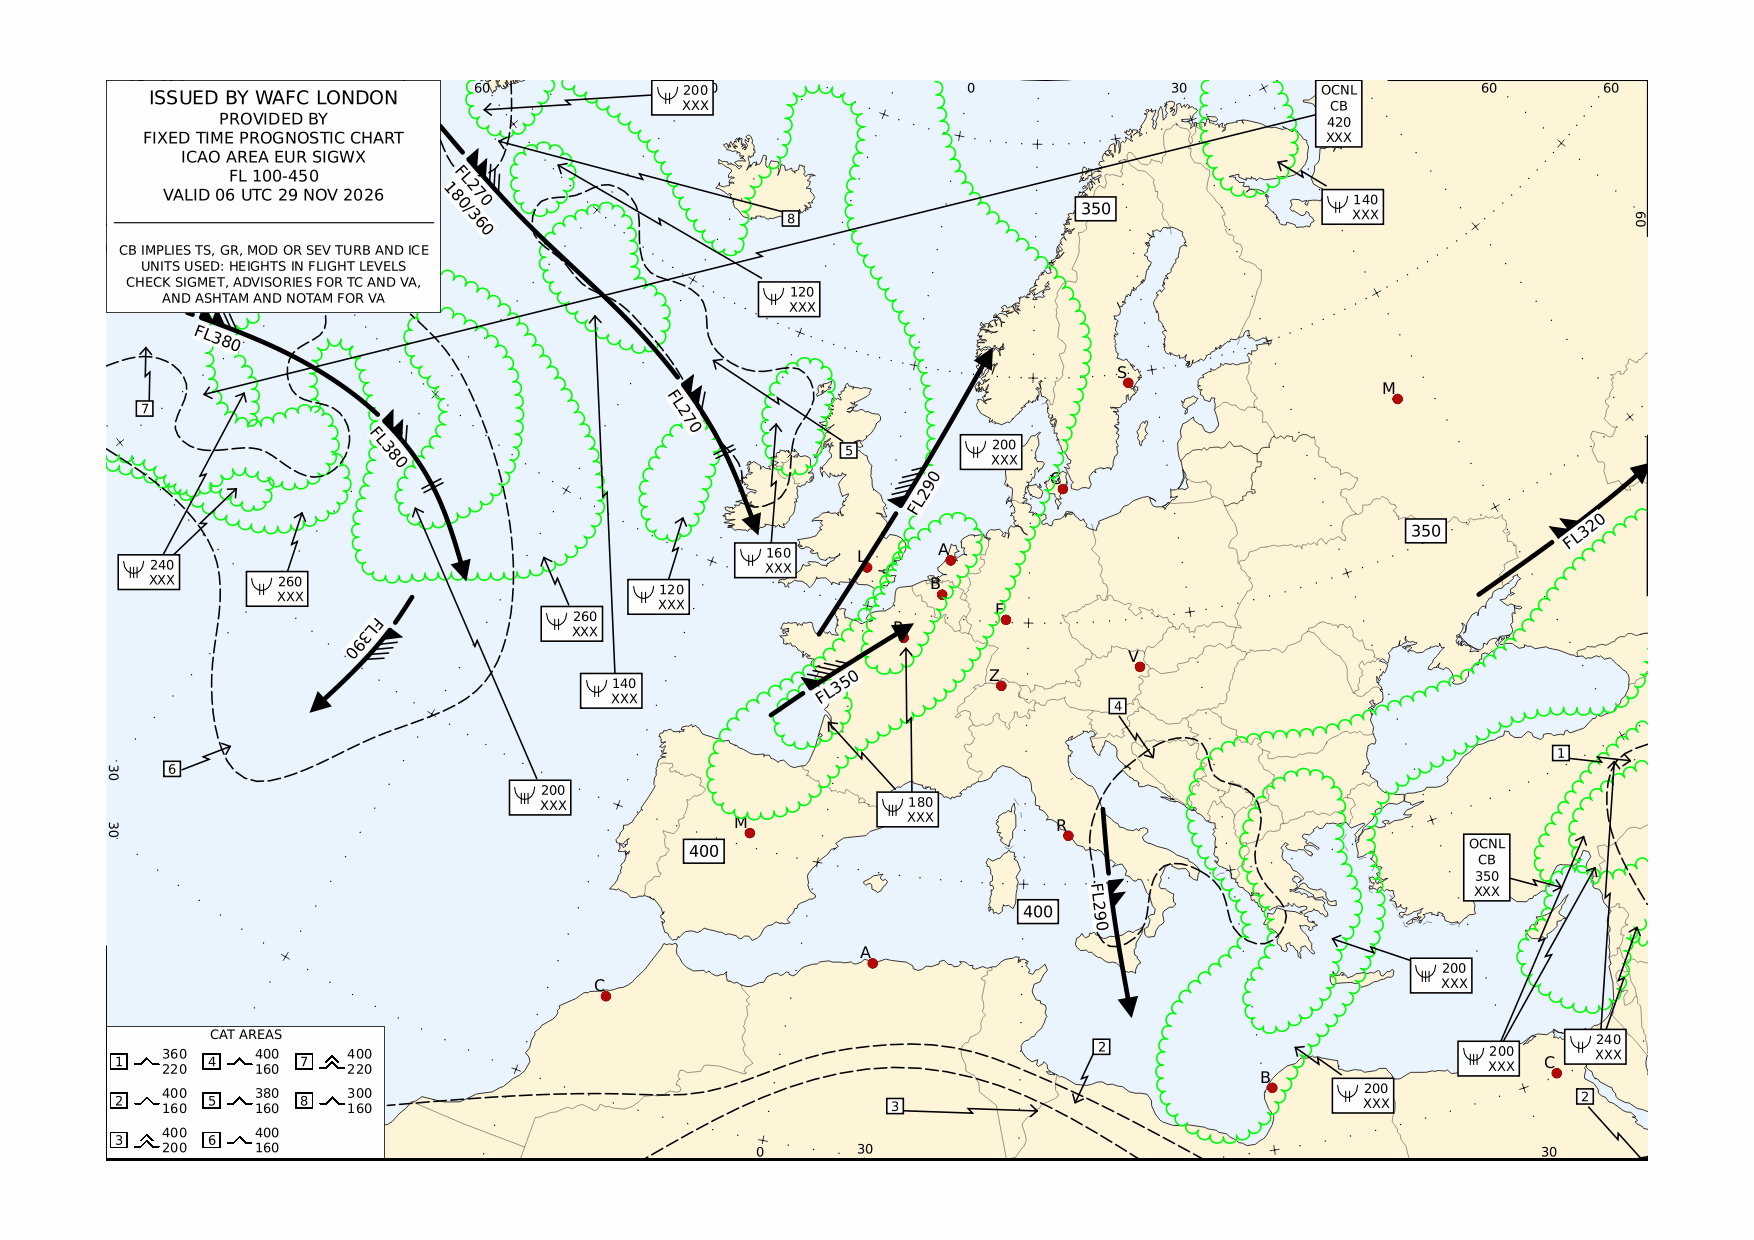 ISSUED BY WAFC LONDON
PROVIDED BY
FIXED TIME PROGNOSTIC CHART
ICAO AREA EUR SIGWX
FL 100-450
VALID 06 UTC 29 NOV 2026
CB IMPLIES TS, GR, MOD OR SEV TURB AND ICE
UNITS USED: HEIGHTS IN FLIGHT LEVELS
CHECK SIGMET, ADVISORIES FOR TC AND VA,
AND ASHTAM AND NOTAM FOR VA
60
200
XXX
0
30
OCNL
CB
420
XXX
60
60
FL270
180/360
8
350
140
XXX
60
120
XXX
FL380
7
FL380
FL270
5
S
M
200
XXX
FL290
C
350
FL320
240
XXX
260
XXX
260
XXX
120
XXX
160
XXX
L
A
B
F
P
FL390
FL350
140
XXX
Z
V
4
6
30
30
200
XXX
180
XXX
M
400
R
1
OCNL
CB
350
XXX
FL290
400
A
C
200
XXX
2
200
XXX
240
XXX
C
B
200
XXX
2
3
0
30
30
CAT AREAS
1 360
220
4 400
160
7 400
220
2 400
160
5 380
160
8 300
160
3 400
200
6 400
160